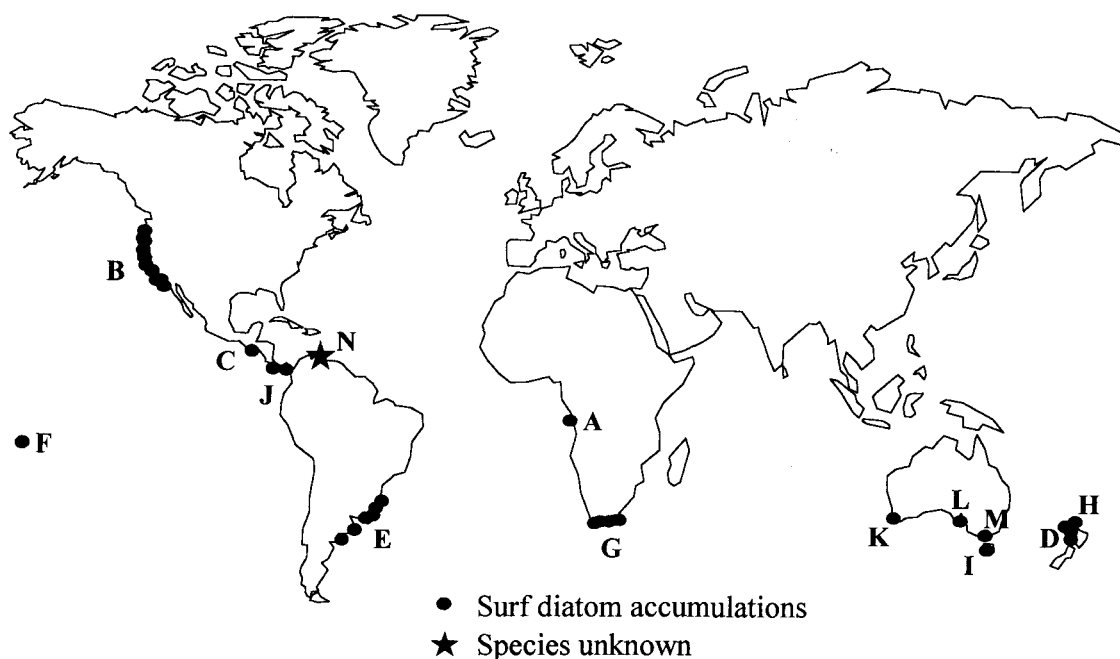 B
C
N
J
F
A
E
G
K
L
M
I
D
H
Surf diatom accumulations
Species unknown